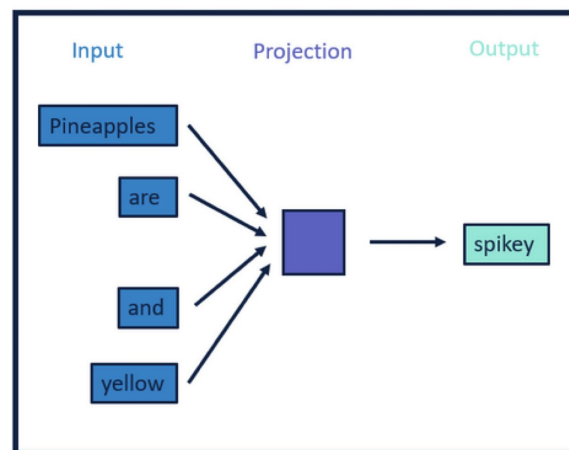 Input Projection Output
Pineapples
are
spikey
and
yellow